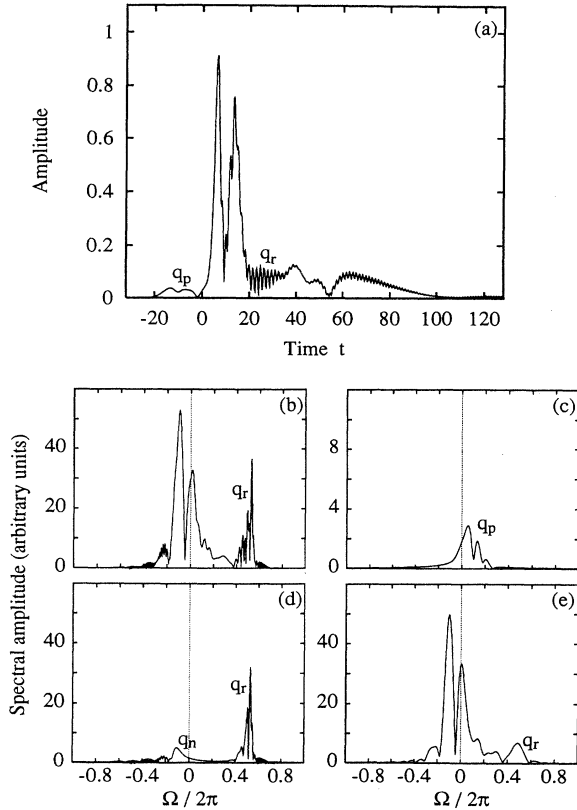 (a)
1
0.8
0.6
0.4
0.2
0
Amplitude
q_p
q_r
-20 0 20 40 60 80 100 120
Time t
(b)
40
20
0
q_r
(c)
8
4
0
q_p
(d)
40
20
0
q_n
q_r
(e)
40
20
0
q_r
Spectral amplitude (arbitrary units)
-0.8 -0.4 0 0.4 0.8
-0.8 -0.4 0 0.4 0.8
Ω / 2π
Ω / 2π